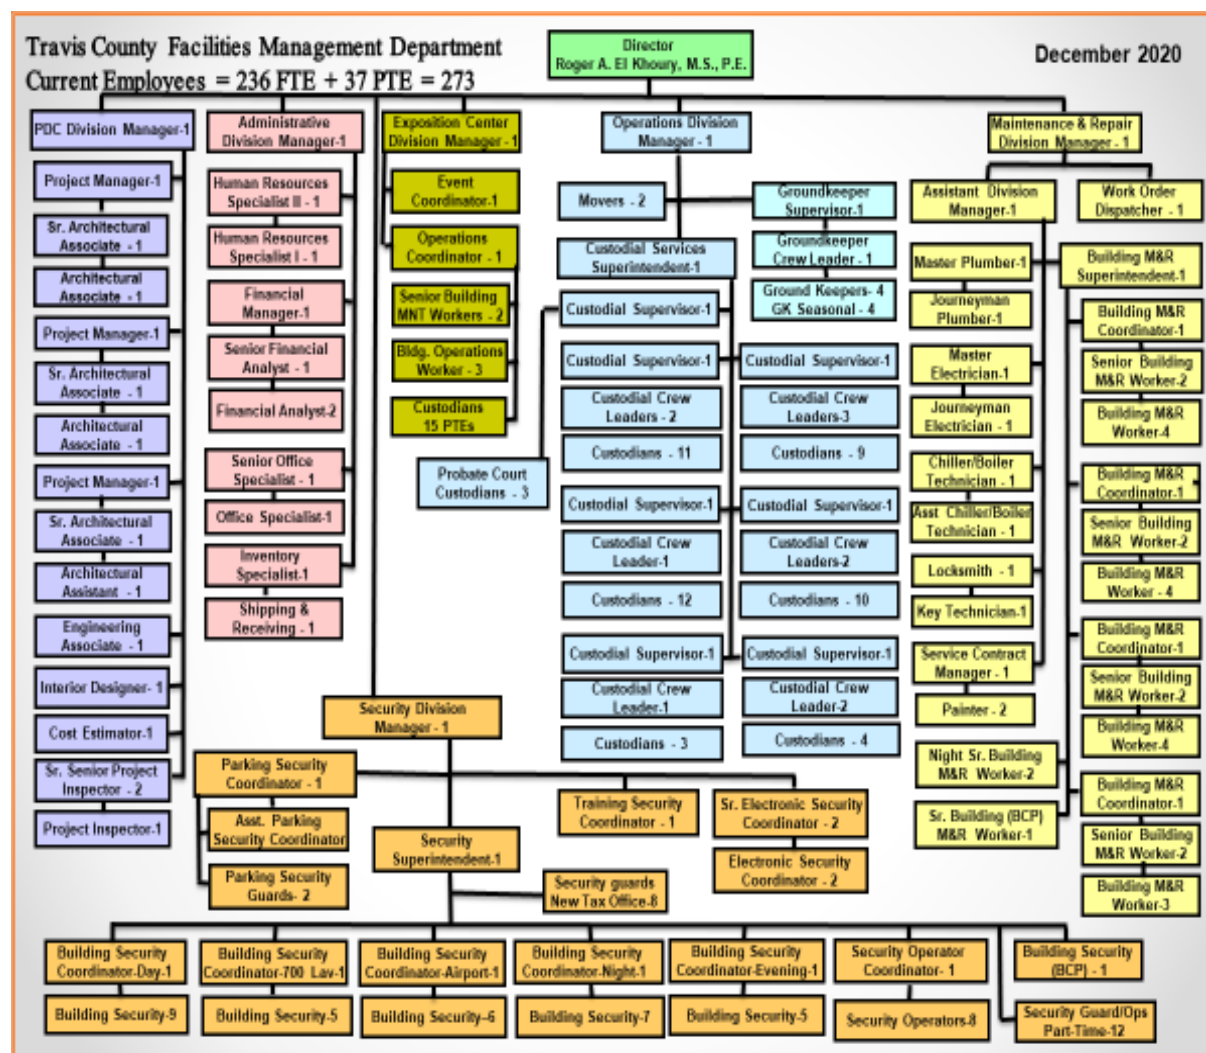 Travis County Facilities Management Department
Current Employees = 236 FTE + 37 PTE = 273
Director
Roger A. El Khoury, M.S., P.E.
December 2020
PDC Division Manager-1
Project Manager-1
Sr. Architectural
Associate - 1
Architectural
Associate - 1
Project Manager-1
Sr. Architectural
Associate - 1
Architectural
Associate - 1
Project Manager-1
Sr. Architectural
Associate - 1
Architectural
Assistant - 1
Engineering
Associate - 1
Interior Designer- 1
Cost Estimator-1
Sr. Senior Project
Inspector - 2
Project Inspector-1
Administrative
Division Manager-1
Human Resources
Specialist II - 1
Human Resources
Specialist I - 1
Financial
Manager-1
Senior Financial
Analyst - 1
Financial Analyst-2
Senior Office
Specialist - 1
Office Specialist-1
Inventory
Specialist-1
Shipping &
Receiving - 1
Exposition Center
Division Manager - 1
Event
Coordinator-1
Operations
Coordinator - 1
Senior Building
MNT Workers - 2
Bldg. Operations
Worker - 3
Custodians
15 PTEs
Operations Division
Manager - 1
Movers - 2
Groundkeeper
Supervisor-1
Groundkeeper
Crew Leader - 1
Ground Keepers- 4
GK Seasonal - 4
Custodial Services
Superintendent-1
Custodial Supervisor-1
Probate Court
Custodians - 3
Custodial Supervisor-1
Custodial Crew
Leaders - 2
Custodians - 11
Custodial Supervisor-1
Custodial Crew
Leaders-3
Custodians - 9
Custodial Supervisor-1
Custodial Crew
Leader-1
Custodians - 12
Custodial Supervisor-1
Custodial Crew
Leaders-2
Custodians - 10
Custodial Supervisor-1
Custodial Crew
Leader-1
Custodians - 3
Custodial Supervisor-1
Custodial Crew
Leader-2
Custodians - 4
Maintenance & Repair
Division Manager - 1
Assistant Division
Manager-1
Work Order
Dispatcher - 1
Master Plumber-1
Journeyman
Plumber-1
Master
Electrician-1
Journeyman
Electrician - 1
Chiller/Boiler
Technician - 1
Asst Chiller/Boiler
Technician - 1
Locksmith - 1
Key Technician-1
Service Contract
Manager - 1
Painter - 2
Night Sr. Building
M&R Worker-2
Sr. Building (BCP)
M&R Worker-1
Building M&R
Superintendent-1
Building M&R
Coordinator-1
Senior Building
M&R Worker-2
Building M&R
Worker-4
Building M&R
Coordinator-1
Senior Building
M&R Worker-2
Building M&R
Worker - 4
Building M&R
Coordinator-1
Senior Building
M&R Worker-2
Building M&R
Worker-4
Building M&R
Coordinator-1
Senior Building
M&R Worker-2
Building M&R
Worker-3
Security Division
Manager - 1
Parking Security
Coordinator - 1
Asst. Parking
Security Coordinator
Parking Security
Guards- 2
Security
Superintendent-1
Training Security
Coordinator - 1
Sr. Electronic Security
Coordinator - 2
Electronic Security
Coordinator - 2
Security guards
New Tax Office-8
Building Security
Coordinator-Day-1
Building Security-9
Building Security
Coordinator-700 Lav-1
Building Security-5
Building Security
Coordinator-Airport-1
Building Security-6
Building Security
Coordinator-Night-1
Building Security-7
Building Security
Coordinator-Evening-1
Building Security-5
Security Operator
Coordinator- 1
Security Operators-8
Building Security
(BCP) - 1
Security Guard/Ops
Part-Time-12